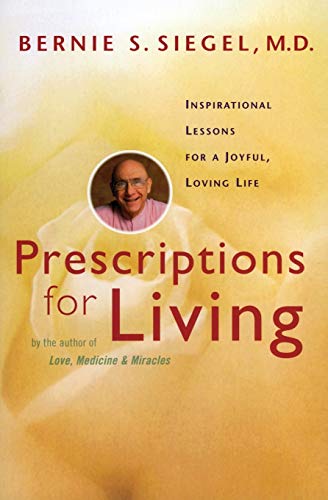 BERNIE S. SIEGEL, M.D.
INSPIRATIONAL
LESSONS
FOR A JOYFUL,
LOVING LIFE
Prescriptions
for Living
by the author of
Love, Medicine & Miracles